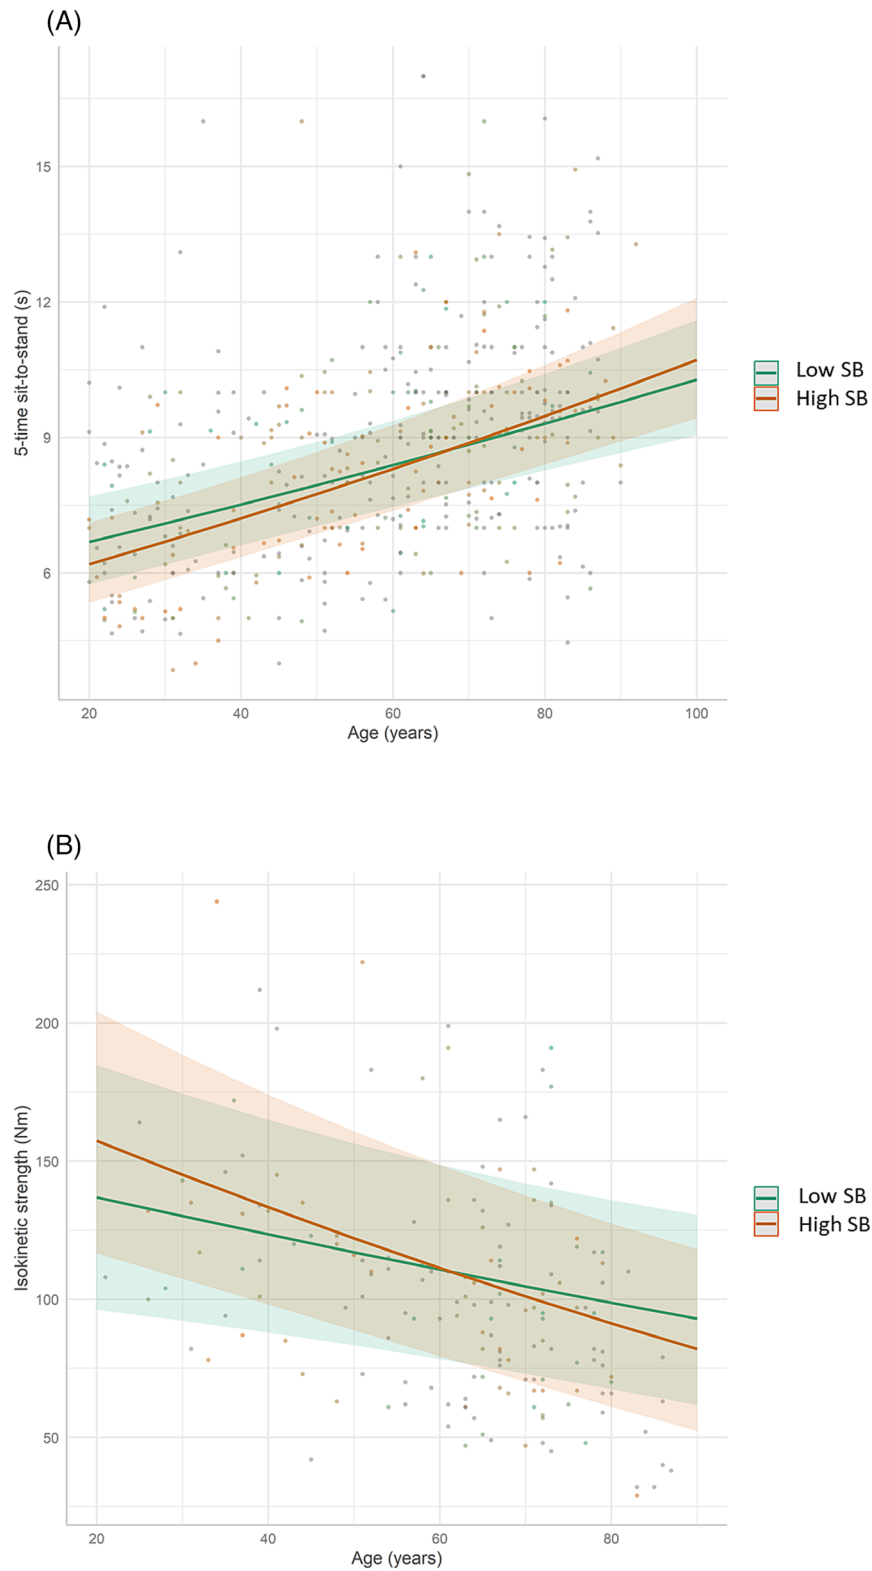 (A)
5-time sit-to-stand (s)
15
12
9
6
20 40 60 80 100
Age (years)
Low SB
High SB
(B)
Isokinetic strength (Nm)
250
200
150
100
50
20 40 60 80
Age (years)
Low SB
High SB